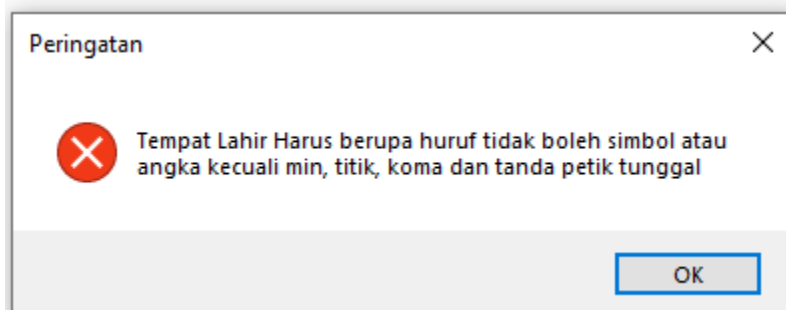 Peringatan
Tempat Lahir Harus berupa huruf tidak boleh simbol atau
angka kecuali min, titik, koma dan tanda petik tunggal
OK